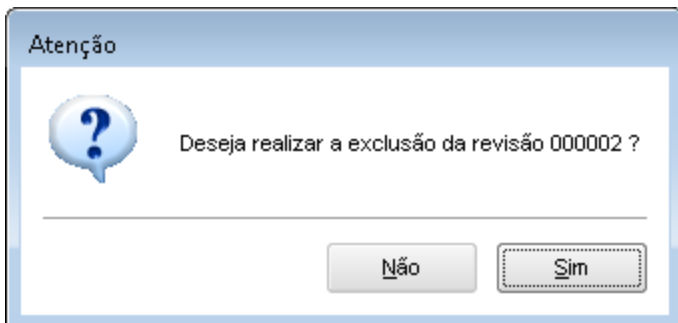 Atenção
Deseja realizar a exclusão da revisão 000002 ?
Não
Sim